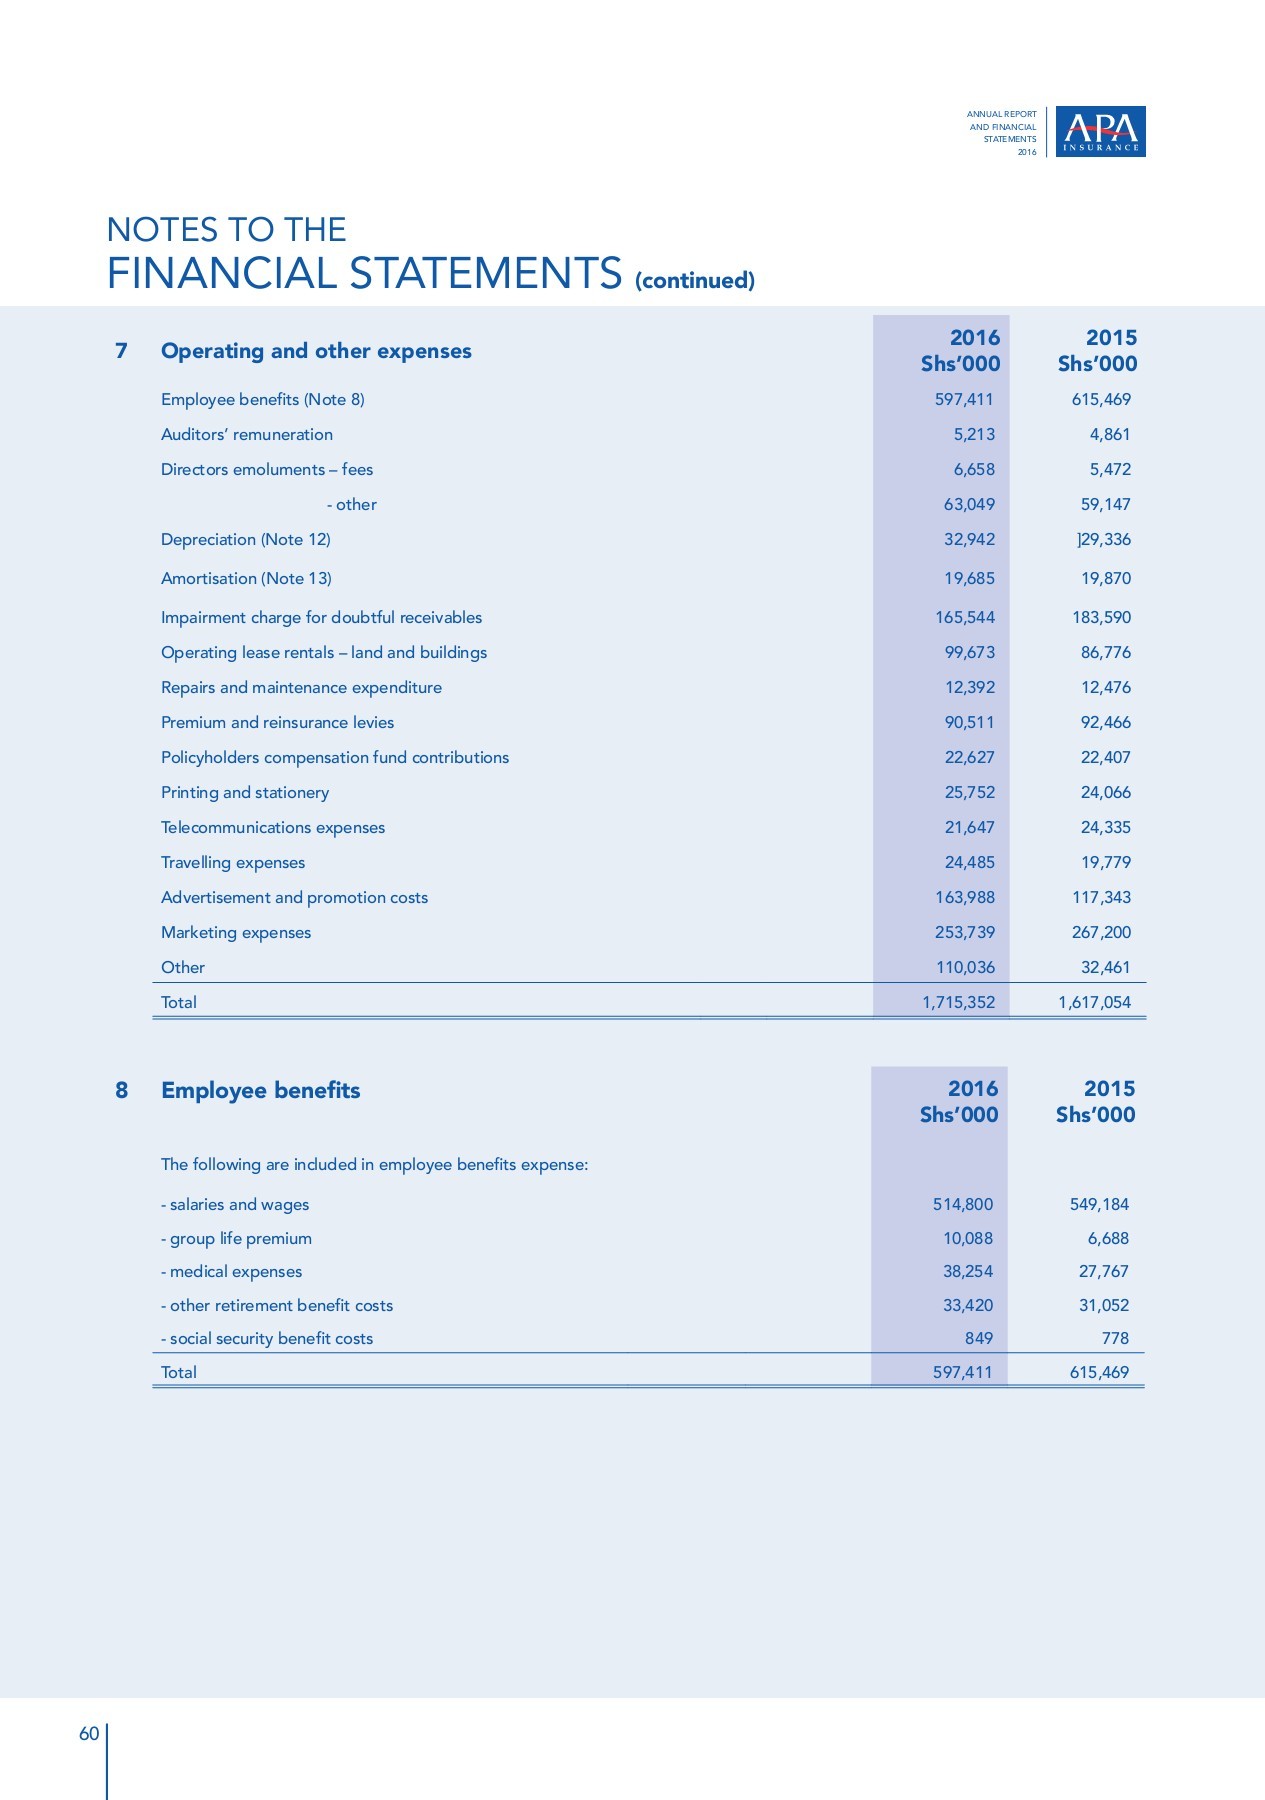 ANNUAL REPORT
AND FINANCIAL
STATEMENTS
2016
APA
INSURANCE
NOTES TO THE
FINANCIAL STATEMENTS (continued)
7 Operating and other expenses 2016 2015
Shs’000 Shs’000
Employee benefits (Note 8) 597,411 615,469
Auditors’ remuneration 5,213 4,861
Directors emoluments – fees 6,658 5,472
- other 63,049 59,147
Depreciation (Note 12) 32,942 ]29,336
Amortisation (Note 13) 19,685 19,870
Impairment charge for doubtful receivables 165,544 183,590
Operating lease rentals – land and buildings 99,673 86,776
Repairs and maintenance expenditure 12,392 12,476
Premium and reinsurance levies 90,511 92,466
Policyholders compensation fund contributions 22,627 22,407
Printing and stationery 25,752 24,066
Telecommunications expenses 21,647 24,335
Travelling expenses 24,485 19,779
Advertisement and promotion costs 163,988 117,343
Marketing expenses 253,739 267,200
Other 110,036 32,461
Total 1,715,352 1,617,054
8 Employee benefits 2016 2015
Shs’000 Shs’000
The following are included in employee benefits expense:
- salaries and wages 514,800 549,184
- group life premium 10,088 6,688
- medical expenses 38,254 27,767
- other retirement benefit costs 33,420 31,052
- social security benefit costs 849 778
Total 597,411 615,469
60